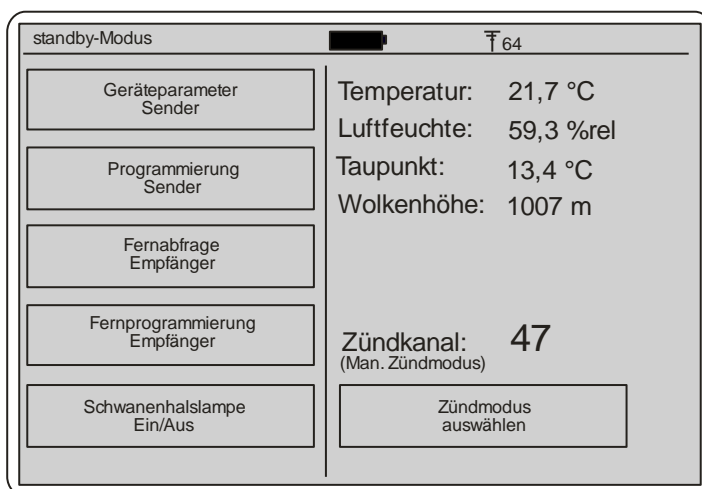 standby-Modus
64
Geräteparameter
Sender
Programmierung
Sender
Fernabfrage
Empfänger
Fernprogrammierung
Empfänger
Schwanenhalslampe
Ein/Aus
Temperatur: 21,7 °C
Luftfeuchte: 59,3 %rel
Taupunkt: 13,4 °C
Wolkenhöhe: 1007 m
Zündkanal: 47
(Man. Zündmodus)
Zündmodus
auswählen